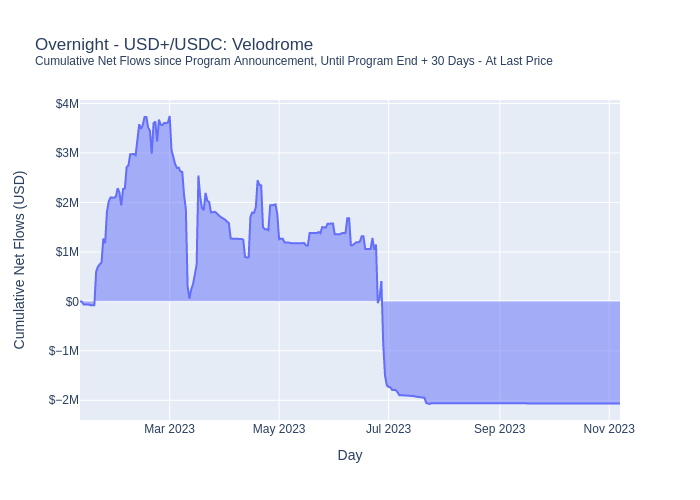 Overnight - USD+/USDC: Velodrome
Cumulative Net Flows since Program Announcement, Until Program End + 30 Days - At Last Price
Cumulative Net Flows (USD)
$4M
$3M
$2M
$1M
$0
$−1M
$−2M
Mar 2023 May 2023 Jul 2023 Sep 2023 Nov 2023
Day